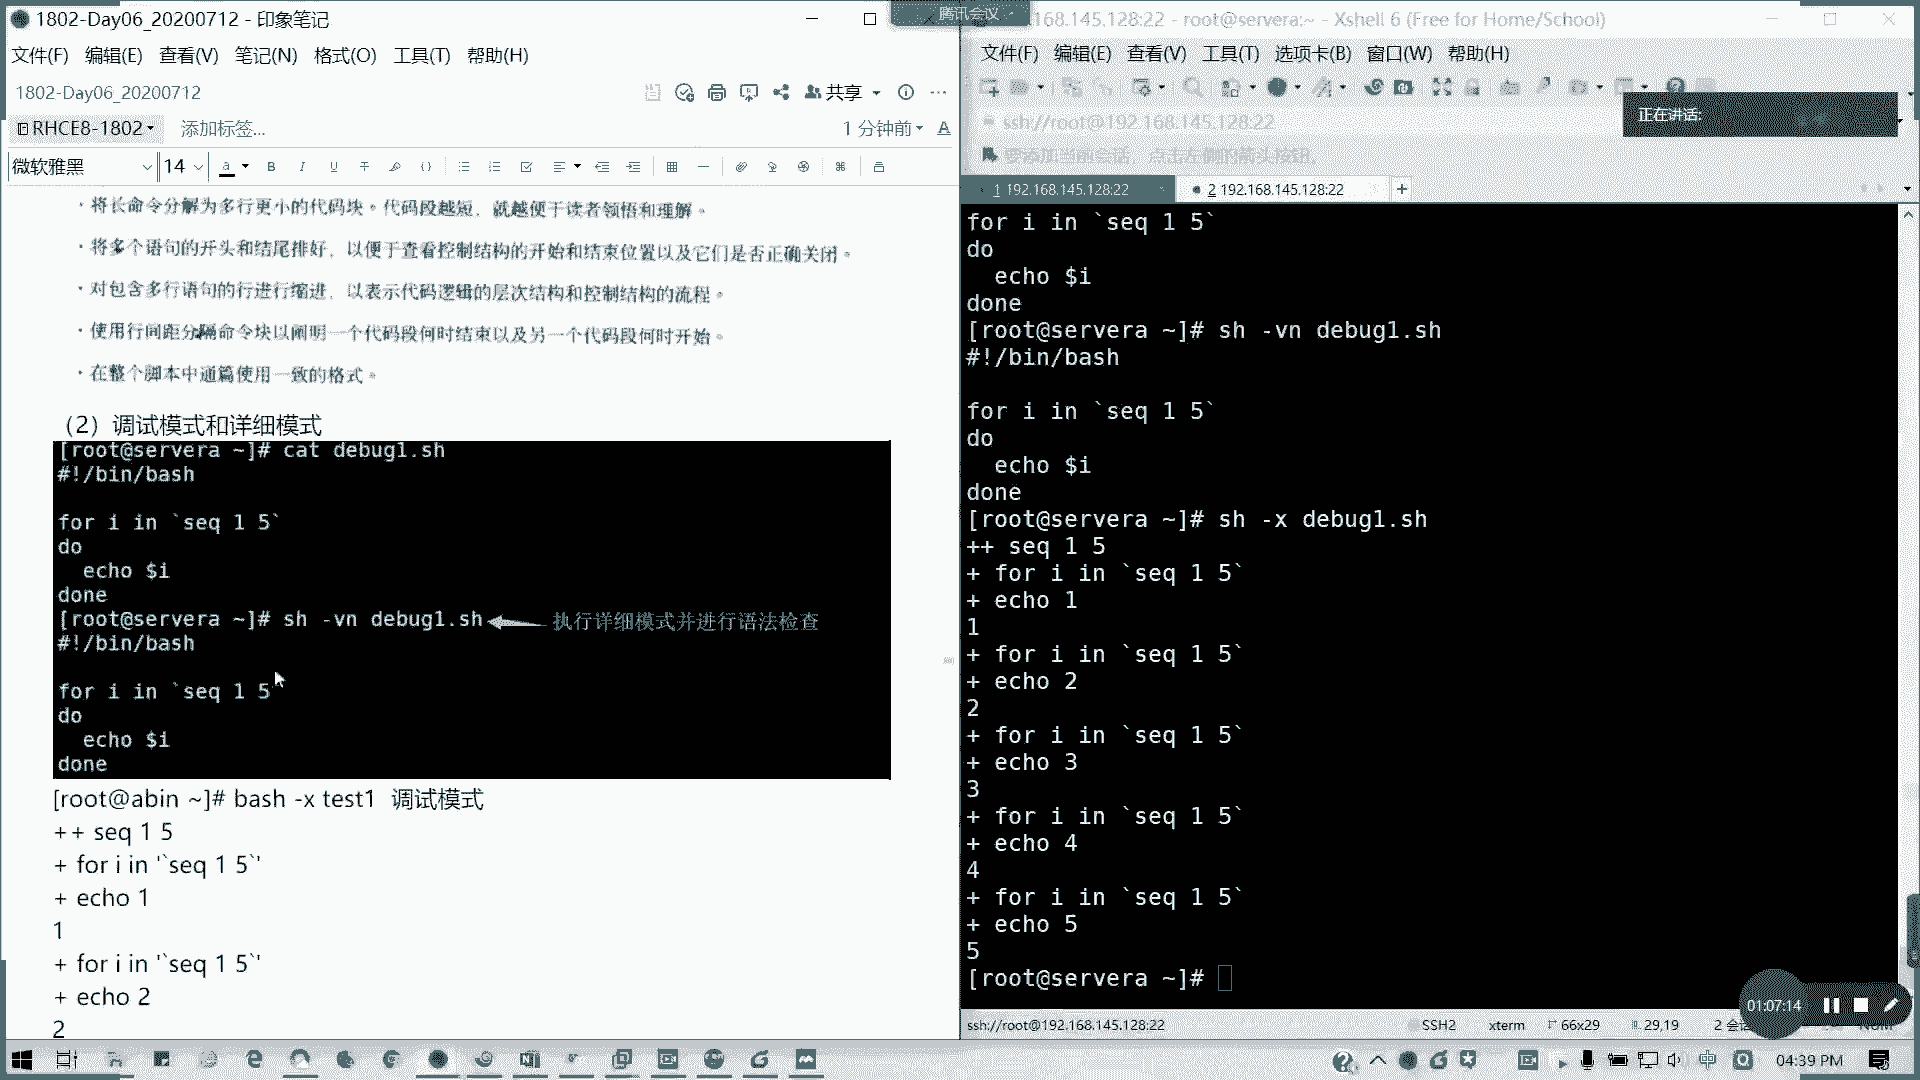 1802-Day06_20200712 - 印象笔记
文件(F) 编辑(E) 查看(V) 笔记(N) 格式(O) 工具(T) 帮助(H)
1802-Day06_20200712
共享
RHCE8-1802 添加标签...
1 分钟前
微软雅黑 14
· 将长命令分解为多行更小的代码块。代码段越短，就越便于读者领悟和理解。
· 将多个语句的开头和结尾排好，以便于查看控制结构的开始和结束位置以及它们是否正确关闭。
· 对包含多行语句的行进行缩进，以表示代码逻辑的层次结构和控制结构的流程。
· 使用行间距分隔命令块以阐明一个代码段何时结束以及另一个代码段何时开始。
· 在整个脚本中通篇使用一致的格式。
（2）调试模式和详细模式
[root@servera ~]# cat debug1.sh
#!/bin/bash
for i in `seq 1 5`
do
echo $i
done
[root@servera ~]# sh -vn debug1.sh 执行详细模式并进行语法检查
#!/bin/bash
for i in `seq 1 5`
do
echo $i
done
[root@abin ~]# bash -x test1 调试模式
++ seq 1 5
+ for i in '`seq 1 5`'
+ echo 1
1
+ for i in '`seq 1 5`'
+ echo 2
2
腾讯会议
168.145.128:22 - root@servera:~ - Xshell 6 (Free for Home/School)
文件(F) 编辑(E) 查看(V) 工具(T) 选项卡(B) 窗口(W) 帮助(H)
正在讲话:
ssh://root@192.168.145.128:22
要添加当前会话，点击左侧的箭头按钮。
1 192.168.145.128:22 2 192.168.145.128:22 +
for i in `seq 1 5`
do
echo $i
done
[root@servera ~]# sh -vn debug1.sh
#!/bin/bash
for i in `seq 1 5`
do
echo $i
done
[root@servera ~]# sh -x debug1.sh
++ seq 1 5
+ for i in `seq 1 5`
+ echo 1
1
+ for i in `seq 1 5`
+ echo 2
2
+ for i in `seq 1 5`
+ echo 3
3
+ for i in `seq 1 5`
+ echo 4
4
+ for i in `seq 1 5`
+ echo 5
5
[root@servera ~]#
01:07:14
ssh://root@192.168.145.128:22 SSH2 xterm 66x29 29,19 2 会 NUM
中 04:39 PM